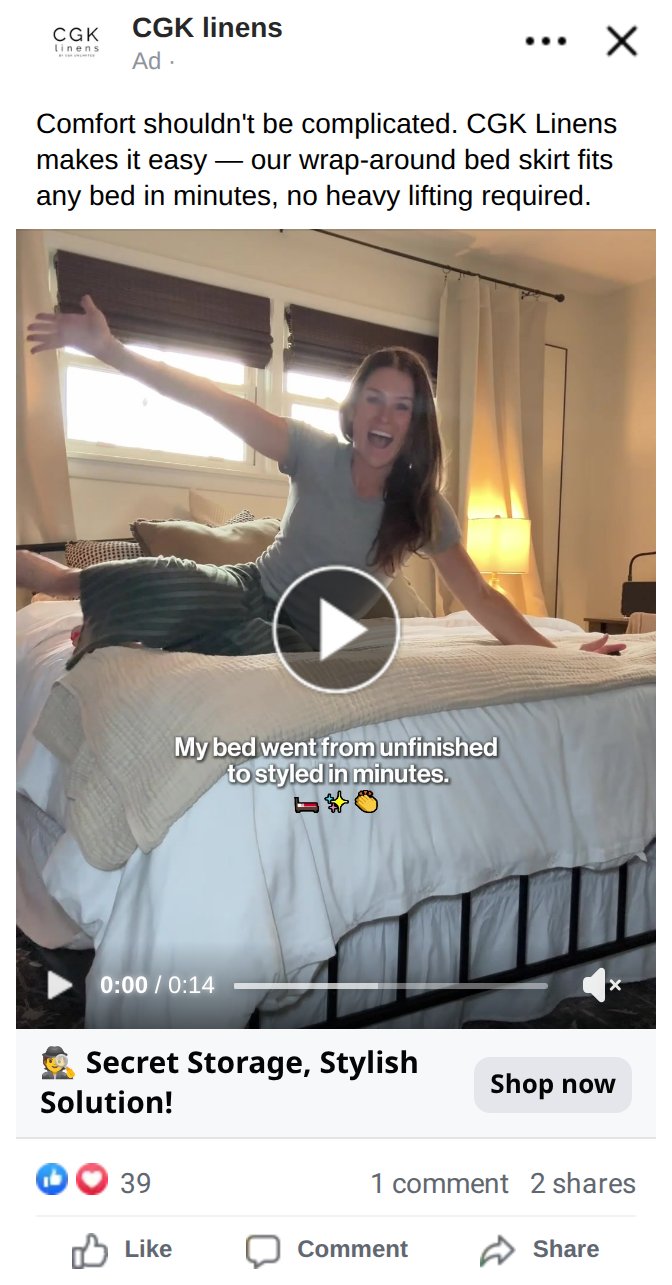 CGK
linens
CGK linens
Ad ·
Comfort shouldn't be complicated. CGK Linens
makes it easy — our wrap-around bed skirt fits
any bed in minutes, no heavy lifting required.
My bed went from unfinished
to styled in minutes.
🛏️✨👏
0:00 / 0:14
🕵️ Secret Storage, Stylish
Solution!
Shop now
39
1 comment 2 shares
Like
Comment
Share